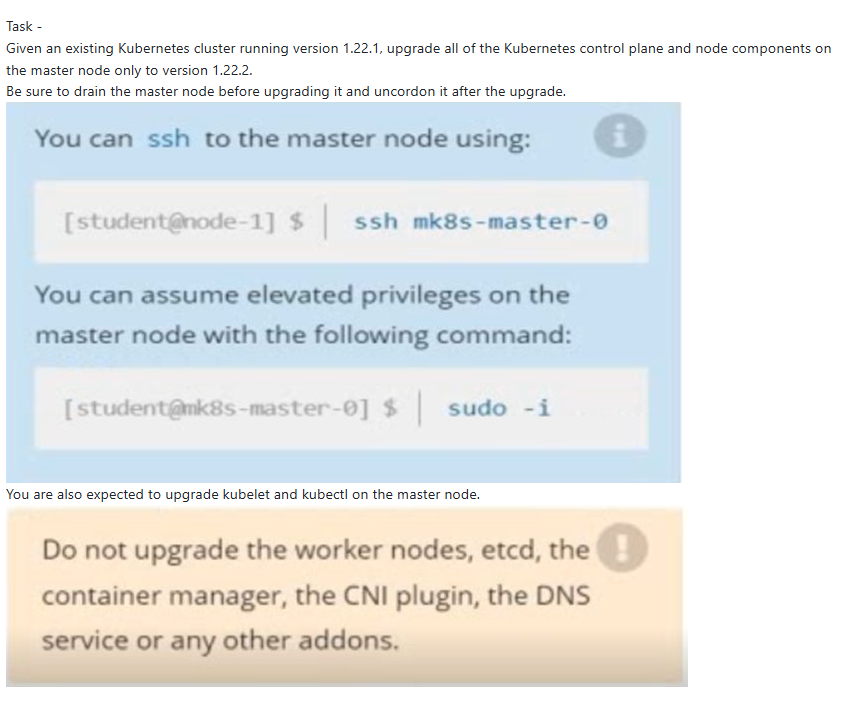 Task -
Given an existing Kubernetes cluster running version 1.22.1, upgrade all of the Kubernetes control plane and node components on
the master node only to version 1.22.2.
Be sure to drain the master node before upgrading it and uncordon it after the upgrade.
You can ssh to the master node using:
[student@node-1] $ | ssh mk8s-master-0
You can assume elevated privileges on the
master node with the following command:
[student@mk8s-master-0] $ | sudo -i
You are also expected to upgrade kubelet and kubectl on the master node.
Do not upgrade the worker nodes, etcd, the
container manager, the CNI plugin, the DNS
service or any other addons.